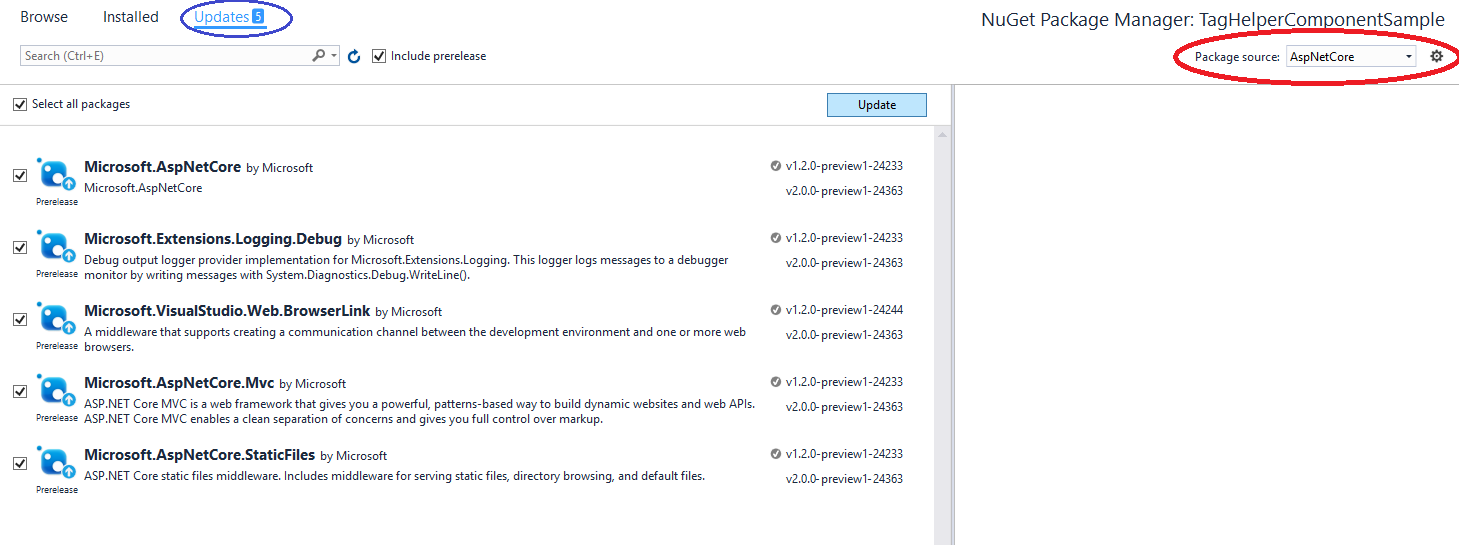 Browse Installed Updates 5
NuGet Package Manager: TagHelperComponentSample
Search (Ctrl+E) Include prerelease
Package source: AspNetCore
Select all packages Update
Microsoft.AspNetCore by Microsoft v1.2.0-preview1-24233
Microsoft.AspNetCore v2.0.0-preview1-24363
Prerelease
Microsoft.Extensions.Logging.Debug by Microsoft v1.2.0-preview1-24233
Debug output logger provider implementation for Microsoft.Extensions.Logging. This logger logs messages to a debugger v2.0.0-preview1-24363
monitor by writing messages with System.Diagnostics.Debug.WriteLine().
Prerelease
Microsoft.VisualStudio.Web.BrowserLink by Microsoft v1.2.0-preview1-24244
A middleware that supports creating a communication channel between the development environment and one or more web v2.0.0-preview1-24363
browsers.
Prerelease
Microsoft.AspNetCore.Mvc by Microsoft v1.2.0-preview1-24233
ASP.NET Core MVC is a web framework that gives you a powerful, patterns-based way to build dynamic websites and web APIs. v2.0.0-preview1-24363
ASP.NET Core MVC enables a clean separation of concerns and gives you full control over markup.
Prerelease
Microsoft.AspNetCore.StaticFiles by Microsoft v1.2.0-preview1-24233
ASP.NET Core static files middleware. Includes middleware for serving static files, directory browsing, and default files. v2.0.0-preview1-24363
Prerelease